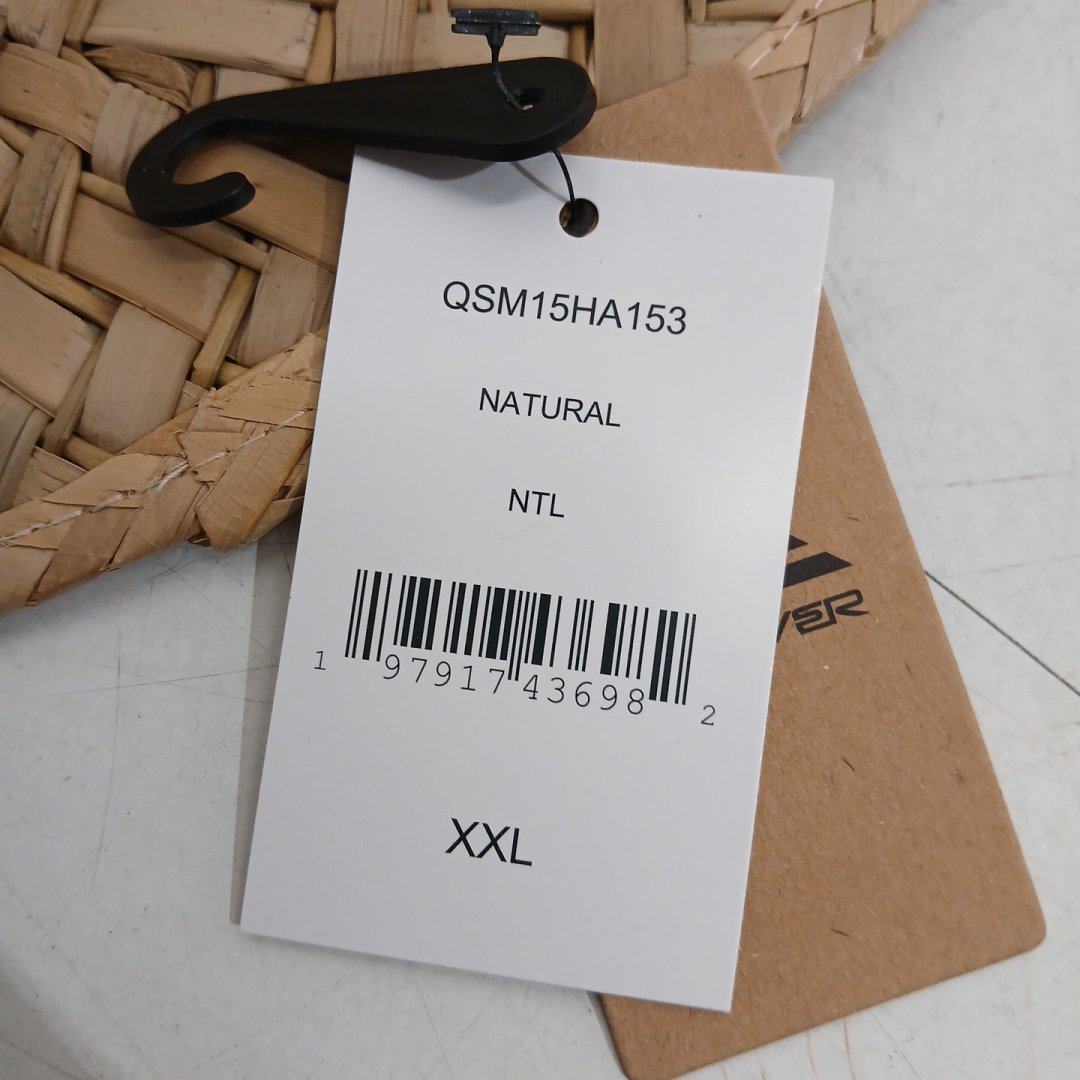 QSM15HA153
NATURAL
NTL
1 97917 43698 2
XXL